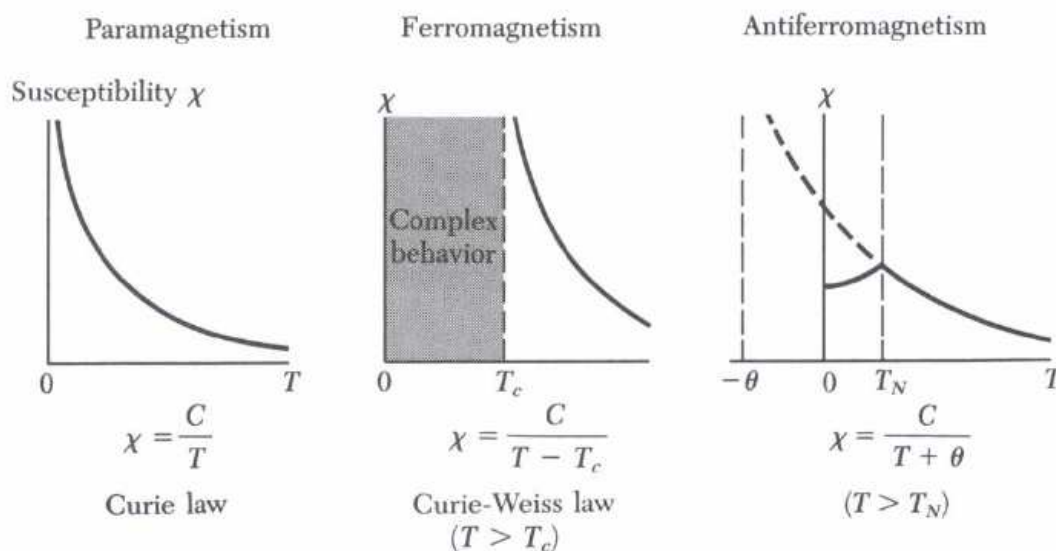 Paramagnetism
Susceptibility χ
0
T
χ = C/T
Curie law
Ferromagnetism
χ
Complex
behavior
0
T_c
χ = C/(T − T_c)
Curie-Weiss law
(T > T_c)
Antiferromagnetism
χ
−θ
0
T_N
T
χ = C/(T + θ)
(T > T_N)